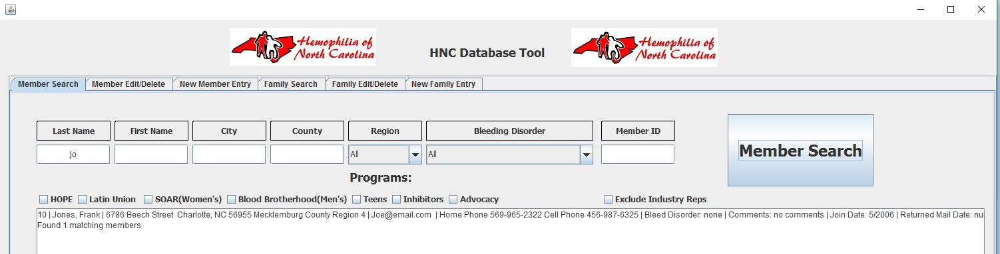 Hemophilia of
North Carolina
HNC Database Tool
Hemophilia of
North Carolina
Member Search Member Edit/Delete New Member Entry Family Search Family Edit/Delete New Family Entry
Last Name First Name City County Region Bleeding Disorder Member ID
jo All All
Member Search
Programs:
HOPE Latin Union SOAR(Women's) Blood Brotherhood(Men's) Teens Inhibitors Advocacy Exclude Industry Reps
10 | Jones, Frank | 6786 Beech Street Charlotte, NC 56955 Mecklemburg County Region 4 | Joe@email.com | Home Phone 569-965-2322 Cell Phone 456-987-6325 | Bleed Disorder: none | Comments: no comments | Join Date: 5/2006 | Returned Mail Date: nu
Found 1 matching members